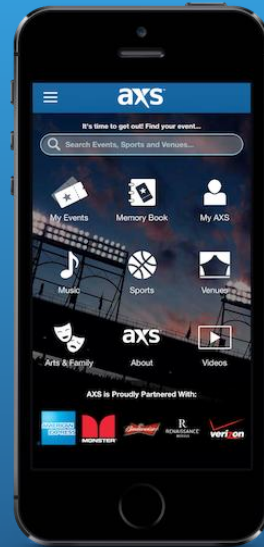 axs
It's time to get out! Find your event...
Search Events, Sports and Venues...
My Events
Memory Book
My AXS
Music
Sports
Venues
Arts & Family
axs
About
Videos
AXS is Proudly Partnered With:
AMERICAN EXPRESS
MONSTER
Budweiser
R
RENAISSANCE
HOTELS
verizon